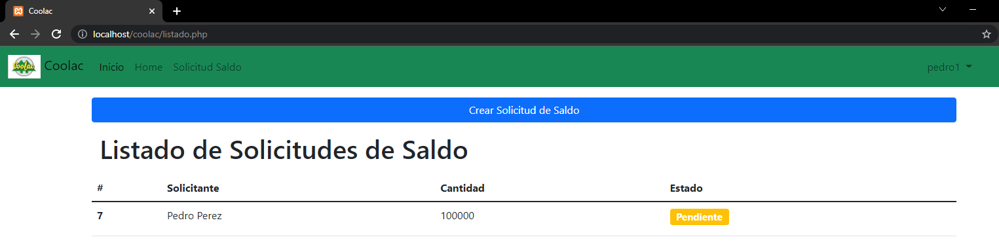 Coolac
localhost/coolac/listado.php
Coolac Coolac Inicio Home Solicitud Saldo pedro1
Crear Solicitud de Saldo
Listado de Solicitudes de Saldo
# Solicitante Cantidad Estado
7 Pedro Perez 100000 Pendiente